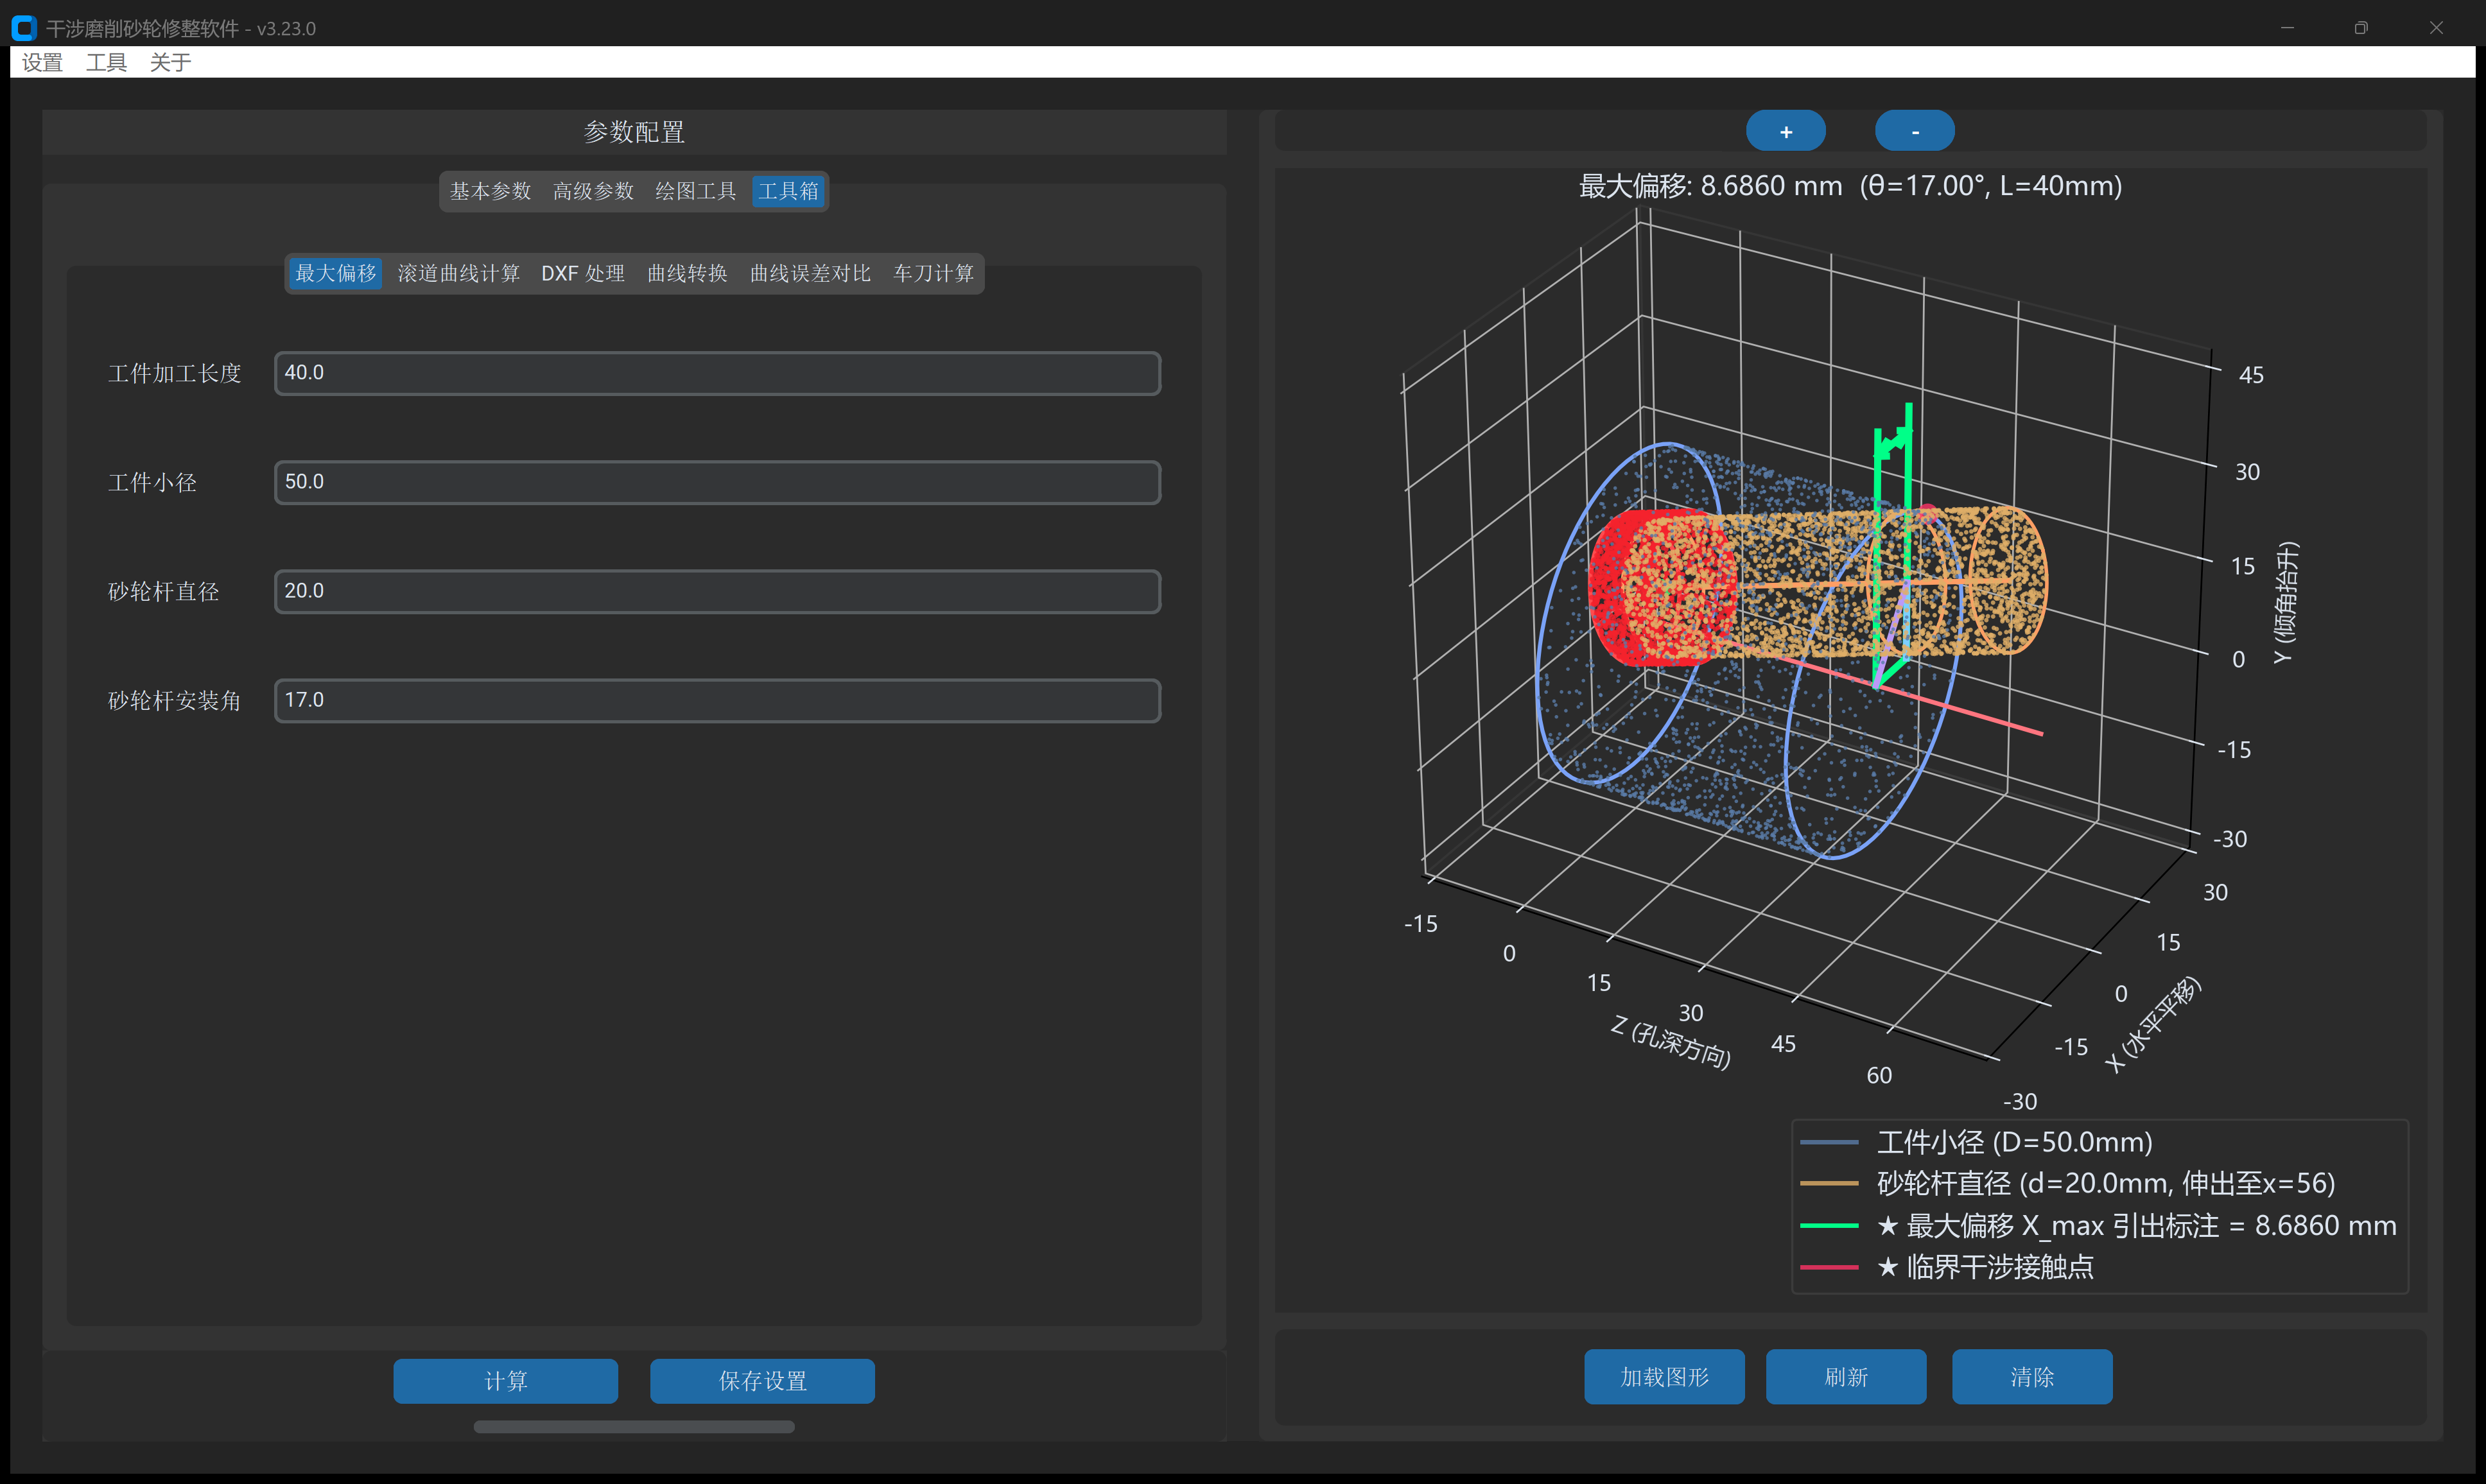 干涉磨削砂轮修整软件 - v3.23.0
设置 工具 关于
参数配置
基本参数 高级参数 绘图工具 工具箱
最大偏移 滚道曲线计算 DXF 处理 曲线转换 曲线误差对比 车刀计算
工件加工长度 40.0
工件小径 50.0
砂轮杆直径 20.0
砂轮杆安装角 17.0
计算 保存设置
+ -
最大偏移: 8.6860 mm (θ=17.00°, L=40mm)
45
30
15
0
-15
-30
Y (倾角抬升)
30
15
0
-15
-30
X (水平平移)
-15
0
15
30
45
60
Z (孔深方向)
工件小径 (D=50.0mm)
砂轮杆直径 (d=20.0mm, 伸出至x=56)
★ 最大偏移 X_max 引出标注 = 8.6860 mm
★ 临界干涉接触点
加载图形 刷新 清除